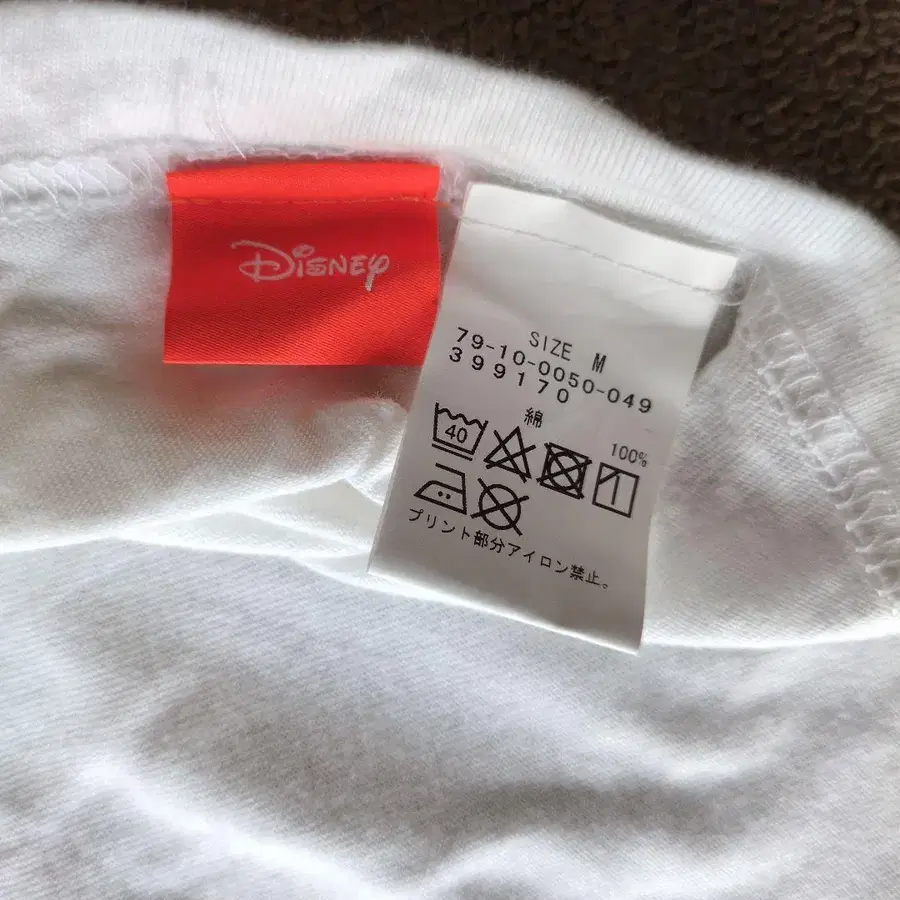 Disney
SIZE M
79-10-0050-049
399170
綿 100%
40
プリント部分アイロン禁止。